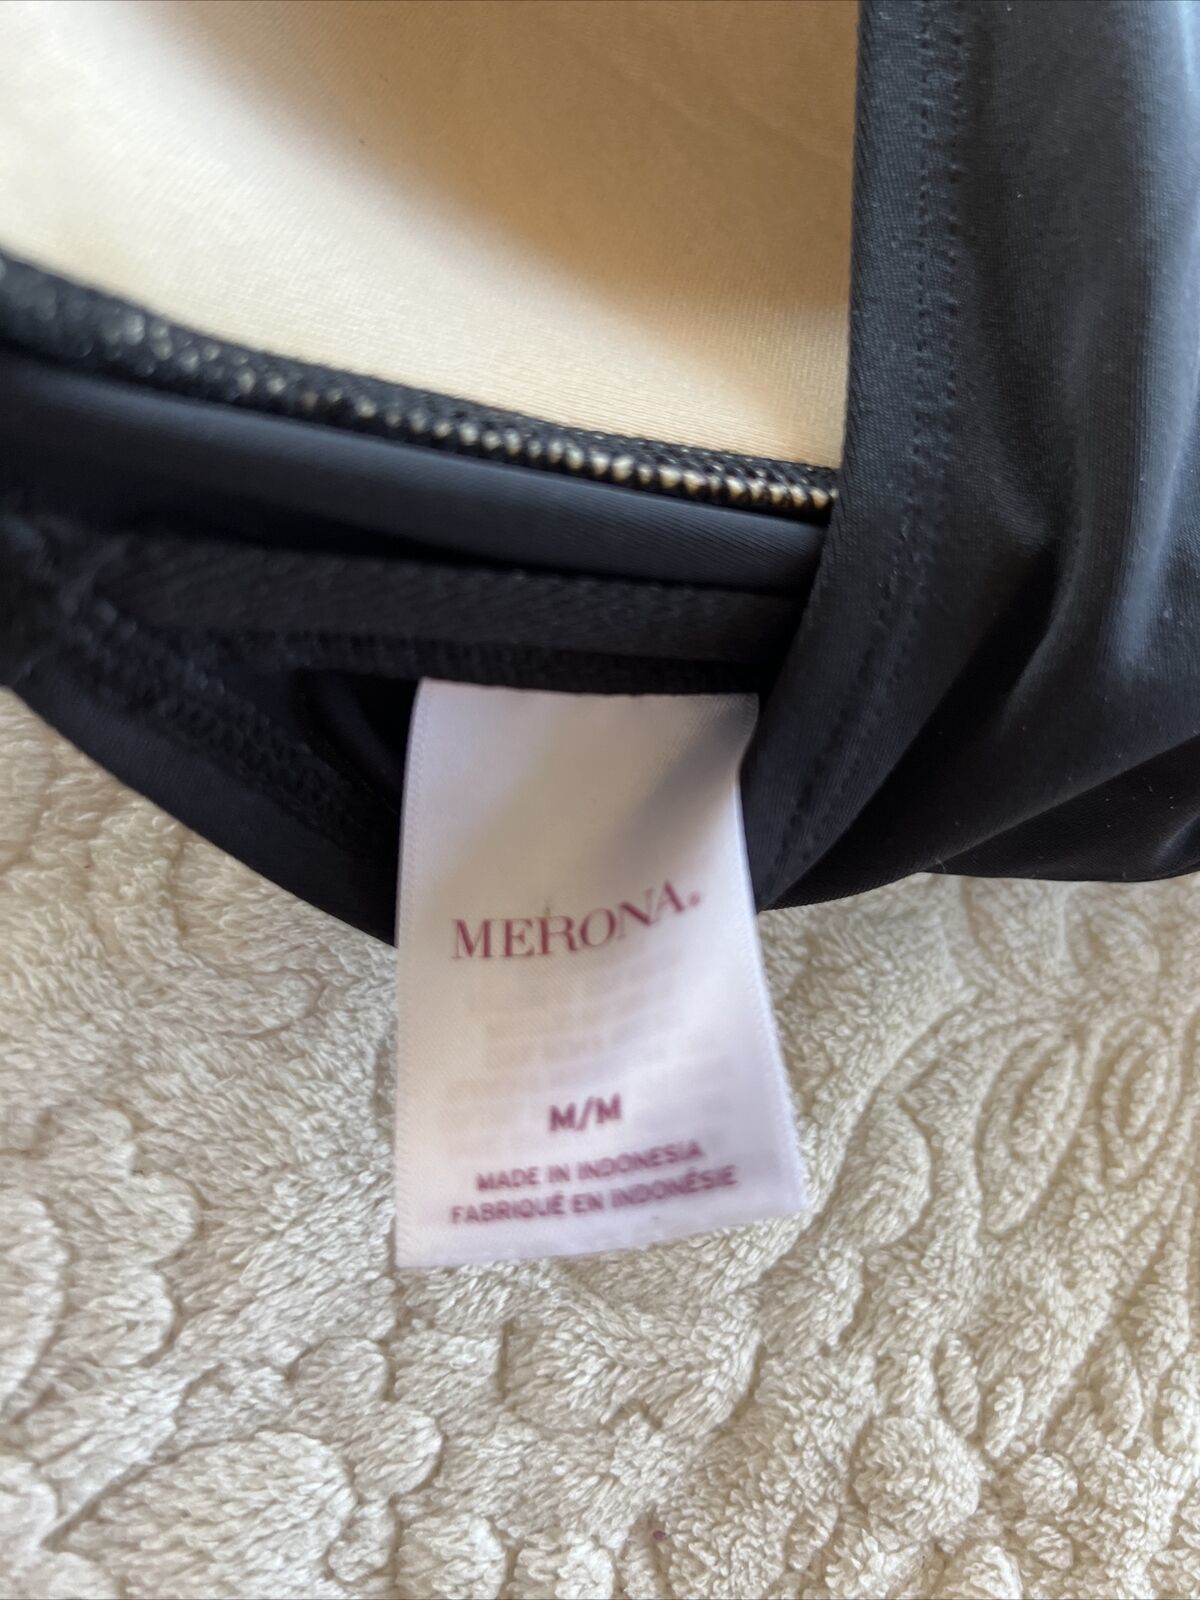 MERONA®
M/M
MADE IN INDONESIA
FABRIQUÉ EN INDONÉSIE